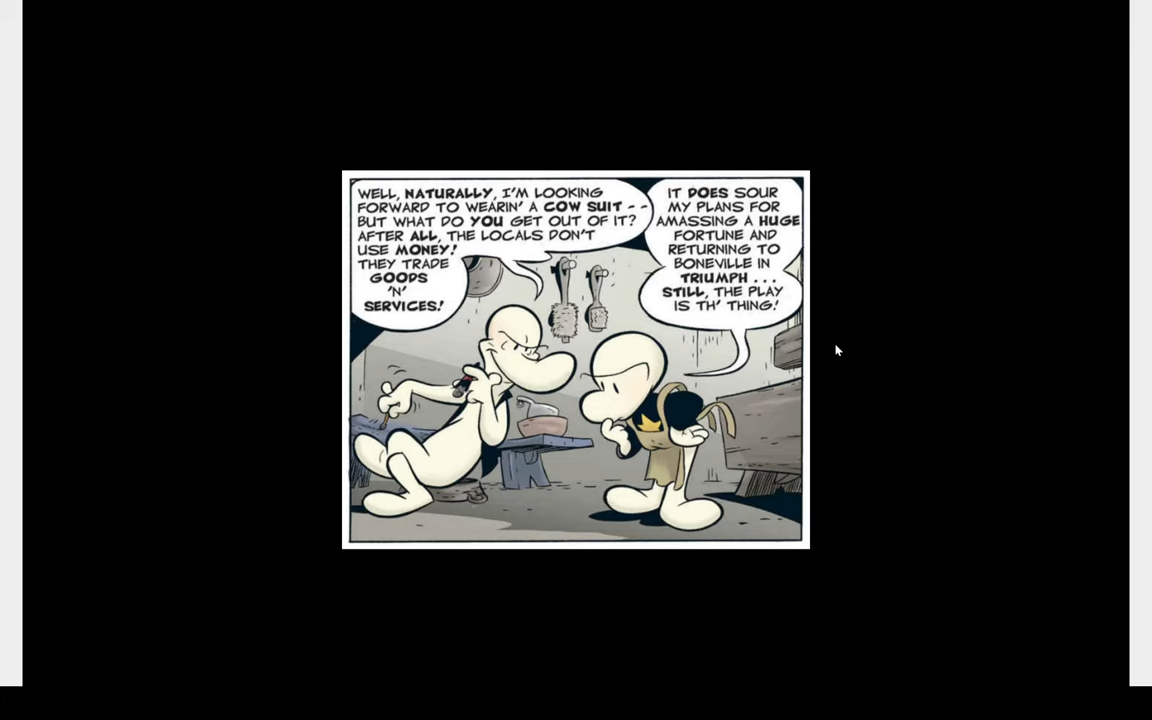 WELL, NATURALLY, I'M LOOKING
FORWARD TO WEARIN' A COW SUIT --
BUT WHAT DO YOU GET OUT OF IT?
AFTER ALL, THE LOCALS DON'T
USE MONEY!
THEY TRADE
GOODS
'N'
SERVICES!
IT DOES SOUR
MY PLANS FOR
AMASSING A HUGE
FORTUNE AND
RETURNING TO
BONEVILLE IN
TRIUMPH...
STILL, THE PLAY
IS TH' THING!